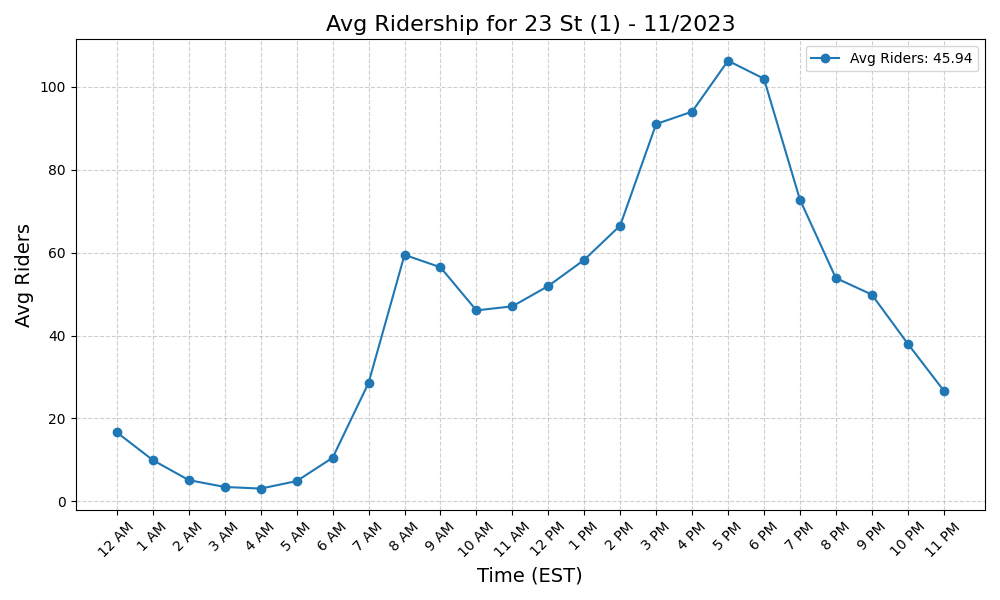 Avg Ridership for 23 St (1) - 11/2023
Avg Riders: 45.94
Avg Riders
100
80
60
40
20
0
12 AM 1 AM 2 AM 3 AM 4 AM 5 AM 6 AM 7 AM 8 AM 9 AM 10 AM 11 AM 12 PM 1 PM 2 PM 3 PM 4 PM 5 PM 6 PM 7 PM 8 PM 9 PM 10 PM 11 PM
Time (EST)